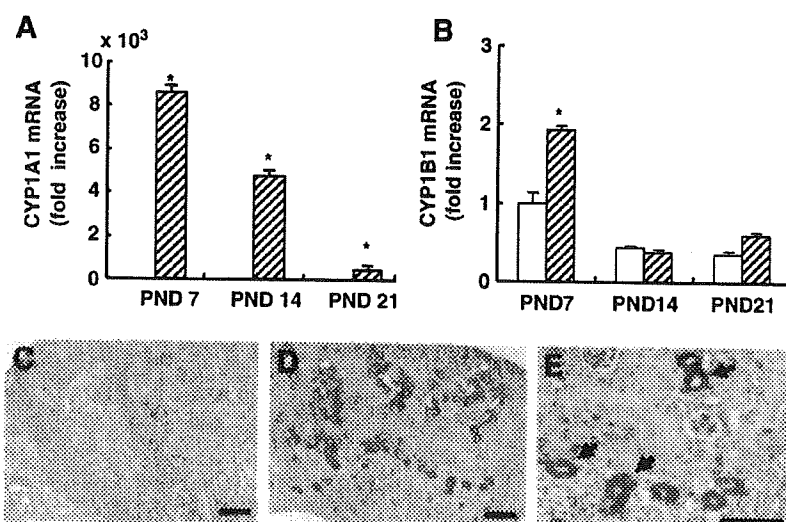 A
x 10³
CYP1A1 mRNA
(fold increase)
10
8
6
4
2
0
*
*
*
PND 7
PND 14
PND 21
B
CYP1B1 mRNA
(fold increase)
3
2
1
0
*
PND7
PND14
PND21
C
D
E